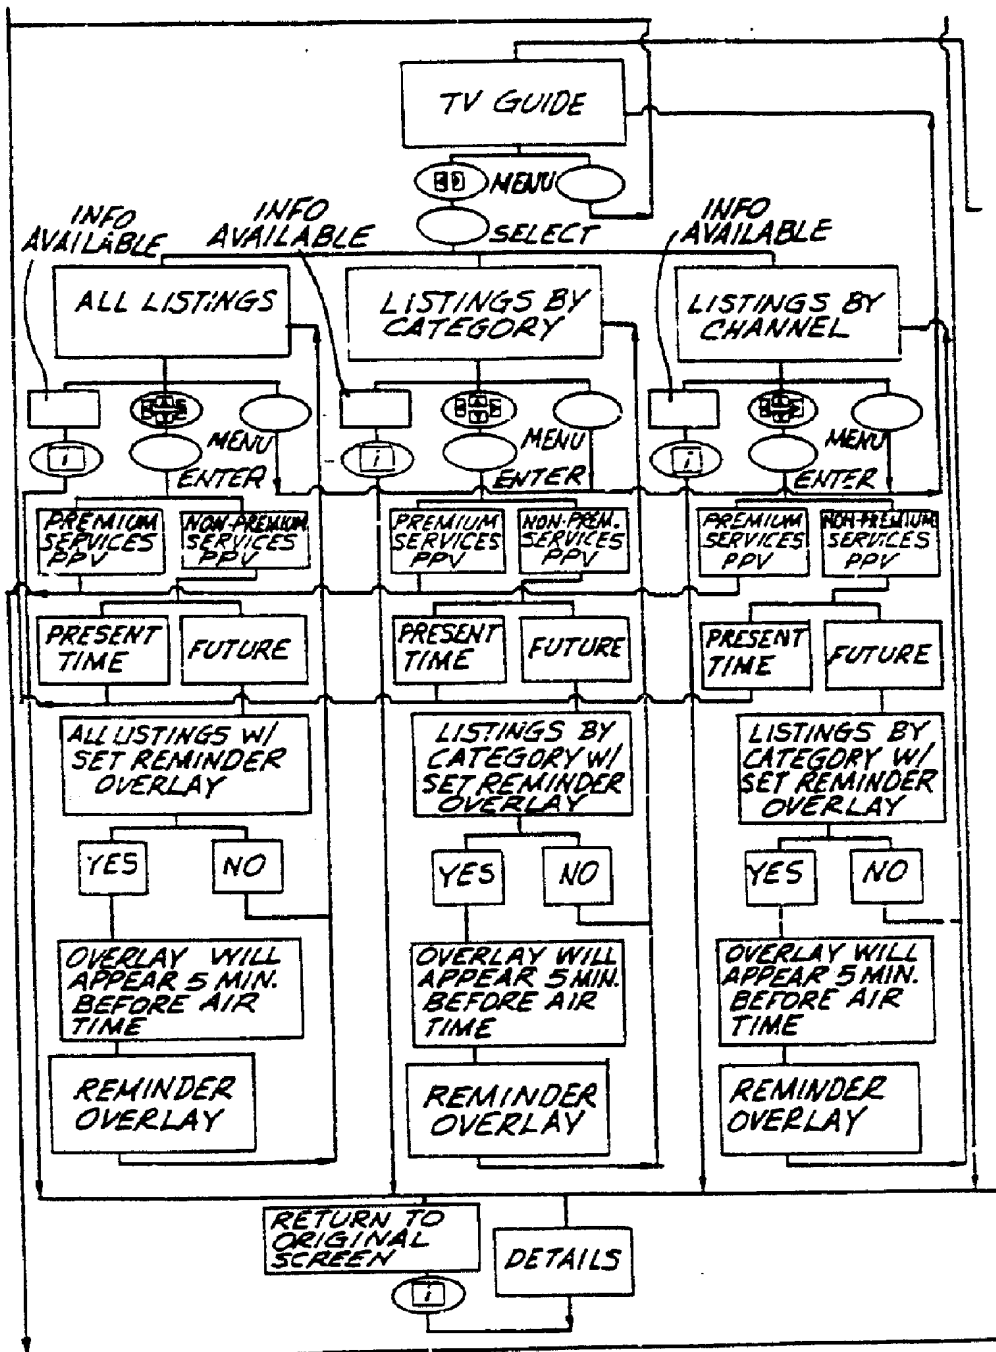 TV GUIDE
MENU
SELECT
INFO
AVAILABLE
INFO
AVAILABLE
INFO
AVAILABLE
ALL LISTINGS
LISTINGS BY
CATEGORY
LISTINGS BY
CHANNEL
MENU
ENTER
MENU
ENTER
MENU
ENTER
i
i
i
PREMIUM
SERVICES
PPV
NON-PREMIUM
SERVICES
PPV
PREMIUM
SERVICES
PPV
NON-PREM.
SERVICES
PPV
PREMIUM
SERVICES
PPV
NON-PREMIUM
SERVICES
PPV
PRESENT
TIME
FUTURE
PRESENT
TIME
FUTURE
PRESENT
TIME
FUTURE
ALL LISTINGS W/
SET REMINDER
OVERLAY
LISTINGS BY
CATEGORY W/
SET REMINDER
OVERLAY
LISTINGS BY
CATEGORY W/
SET REMINDER
OVERLAY
YES
NO
YES
NO
YES
NO
OVERLAY WILL
APPEAR 5 MIN.
BEFORE AIR
TIME
OVERLAY WILL
APPEAR 5 MIN.
BEFORE AIR
TIME
OVERLAY WILL
APPEAR 5 MIN.
BEFORE AIR
TIME
REMINDER
OVERLAY
REMINDER
OVERLAY
REMINDER
OVERLAY
RETURN TO
ORIGINAL
SCREEN
DETAILS
i